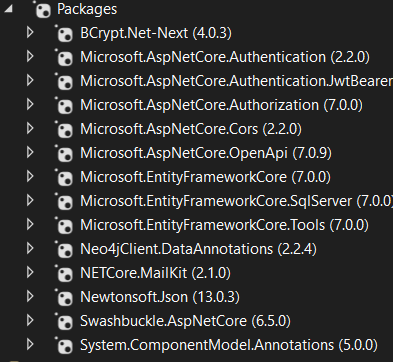 Packages
BCrypt.Net-Next (4.0.3)
Microsoft.AspNetCore.Authentication (2.2.0)
Microsoft.AspNetCore.Authentication.JwtBearer
Microsoft.AspNetCore.Authorization (7.0.0)
Microsoft.AspNetCore.Cors (2.2.0)
Microsoft.AspNetCore.OpenApi (7.0.9)
Microsoft.EntityFrameworkCore (7.0.0)
Microsoft.EntityFrameworkCore.SqlServer (7.0.0)
Microsoft.EntityFrameworkCore.Tools (7.0.0)
Neo4jClient.DataAnnotations (2.2.4)
NETCore.MailKit (2.1.0)
Newtonsoft.Json (13.0.3)
Swashbuckle.AspNetCore (6.5.0)
System.ComponentModel.Annotations (5.0.0)